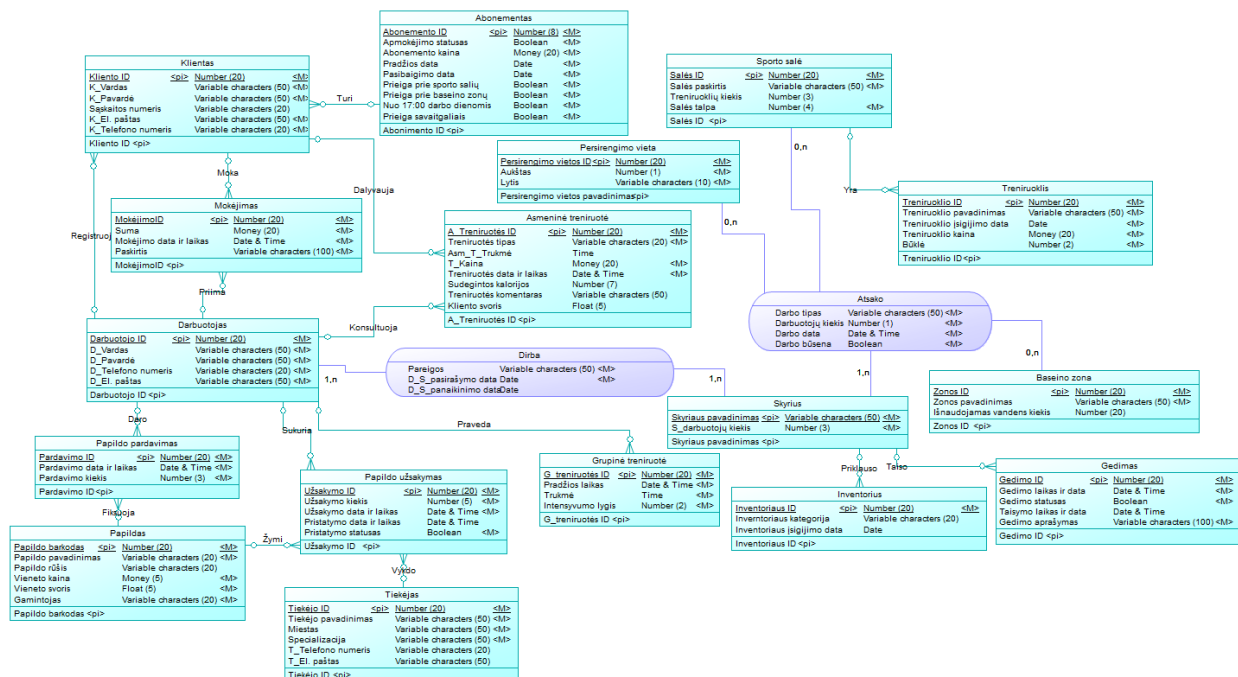 Abonementas
Abonemento ID <pi> Number (8) <M>
Apmokėjimo statusas Boolean <M>
Abonemento kaina Money (20) <M>
Pradžios data Date <M>
Pasibaigimo data Date <M>
Prieiga prie sporto salių Boolean <M>
Prieiga prie baseino zonų Boolean <M>
Nuo 17:00 darbo dienomis Boolean <M>
Prieiga savaitgaliais Boolean <M>
Abonimento ID <pi>
Klientas
Kliento ID <pi> Number (20) <M>
K_Vardas Variable characters (50) <M>
K_Pavardė Variable characters (50) <M>
Sąskaitos numeris Variable characters (20)
K_El. paštas Variable characters (50) <M>
K_Telefono numeris Variable characters (20) <M>
Kliento ID <pi>
Turi
Sporto salė
Salės ID <pi> Number (20) <M>
Salės paskirtis Variable characters (50) <M>
Treniruoklių kiekis Number (3)
Salės talpa Number (4) <M>
Salės ID <pi>
0,n
Persirengimo vieta
Persirengimo vietos ID <pi> Number (20) <M>
Aukštas Number (1) <M>
Lytis Variable characters (10) <M>
Persirengimo vietos pavadinimas <pi>
0,n
Moka
Dalyvauja
Yra
Treniruoklis
Treniruoklio ID <pi> Number (20) <M>
Treniruoklio pavadinimas Variable characters (50) <M>
Treniruoklio įsigijimo data Date <M>
Treniruoklio kaina Money (20) <M>
Būklė Number (2) <M>
Treniruoklio ID <pi>
Mokėjimas
MokėjimoID <pi> Number (20) <M>
Suma Money (20) <M>
Mokėjimo data ir laikas Date & Time <M>
Paskirtis Variable characters (100) <M>
MokėjimoID <pi>
Registruoj
Priima
Asmeninė treniruotė
A_Treniruotės ID <pi> Number (20) <M>
Treniruotės tipas Variable characters (20) <M>
Asm_T_Trukmė Time
T_Kaina Money (20) <M>
Treniruotės data ir laikas Date & Time <M>
Sudegintos kalorijos Number (7)
Treniruotės komentaras Variable characters (50)
Kliento svoris Float (5)
A_Treniruotės ID <pi>
Konsultuoja
Atsako
Darbo tipas Variable characters (50) <M>
Darbuotojų kiekis Number (1) <M>
Darbo data Date & Time <M>
Darbo būsena Boolean <M>
0,n
1,n
Darbuotojas
Darbuotojo ID <pi> Number (20) <M>
D_Vardas Variable characters (50) <M>
D_Pavardė Variable characters (50) <M>
D_Telefono numeris Variable characters (20) <M>
D_El. paštas Variable characters (50) <M>
Darbuotojo ID <pi>
1,n
Dirba
Pareigos Variable characters (50) <M>
D_S_pasirašymo data Date <M>
D_S_panaikinimo data Date
1,n
Baseino zona
Zonos ID <pi> Number (20) <M>
Zonos pavadinimas Variable characters (50) <M>
Išnaudojamas vandens kiekis Number (20)
Zonos ID <pi>
Skyrius
Skyriaus pavadinimas <pi> Variable characters (50) <M>
S_darbuotojų kiekis Number (3) <M>
Skyriaus pavadinimas <pi>
Daro
Sukuria
Praveda
Priklauso
Taiso
Papildo pardavimas
Pardavimo ID <pi> Number (20) <M>
Pardavimo data ir laikas Date & Time <M>
Pardavimo kiekis Number (3) <M>
Pardavimo ID <pi>
Papildo užsakymas
Užsakymo ID <pi> Number (20) <M>
Užsakymo kiekis Number (5) <M>
Užsakymo data ir laikas Date & Time <M>
Pristatymo data ir laikas Date & Time
Pristatymo statusas Boolean <M>
Užsakymo ID <pi>
Grupinė treniruotė
G_treniruotės ID <pi> Number (20) <M>
Pradžios laikas Date & Time <M>
Trukmė Time <M>
Intensyvumo lygis Number (2) <M>
G_treniruotės ID <pi>
Inventorius
Inventoriaus ID <pi> Number (20) <M>
Inventoriaus kategorija Variable characters (20)
Inventoriaus įsigijimo data Date
Inventoriaus ID <pi>
Gedimas
Gedimo ID <pi> Number (20) <M>
Gedimo laikas ir data Date & Time <M>
Gedimo statusas Boolean <M>
Taisymo laikas ir data Date & Time
Gedimo aprašymas Variable characters (100) <M>
Gedimo ID <pi>
Fiksuoja
Papildas
Papildo barkodas <pi> Number (20) <M>
Papildo pavadinimas Variable characters (20) <M>
Papildo rūšis Variable characters (20)
Vieneto kaina Money (5) <M>
Vieneto svoris Float (5) <M>
Gamintojas Variable characters (20) <M>
Papildo barkodas <pi>
Žymi
Vykdo
Tiekėjas
Tiekėjo ID <pi> Number (20) <M>
Tiekėjo pavadinimas Variable characters (50) <M>
Miestas Variable characters (50) <M>
Specializacija Variable characters (50) <M>
T_Telefono numeris Variable characters (20)
T_El. paštas Variable characters (50)
Tiekėjo ID <pi>